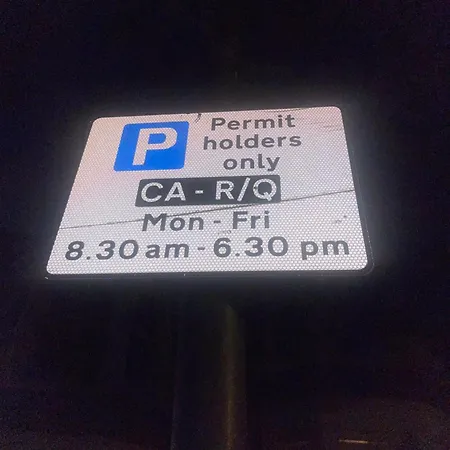 P Permit
holders
only
CA - R/Q
Mon - Fri
8.30 am - 6.30 pm